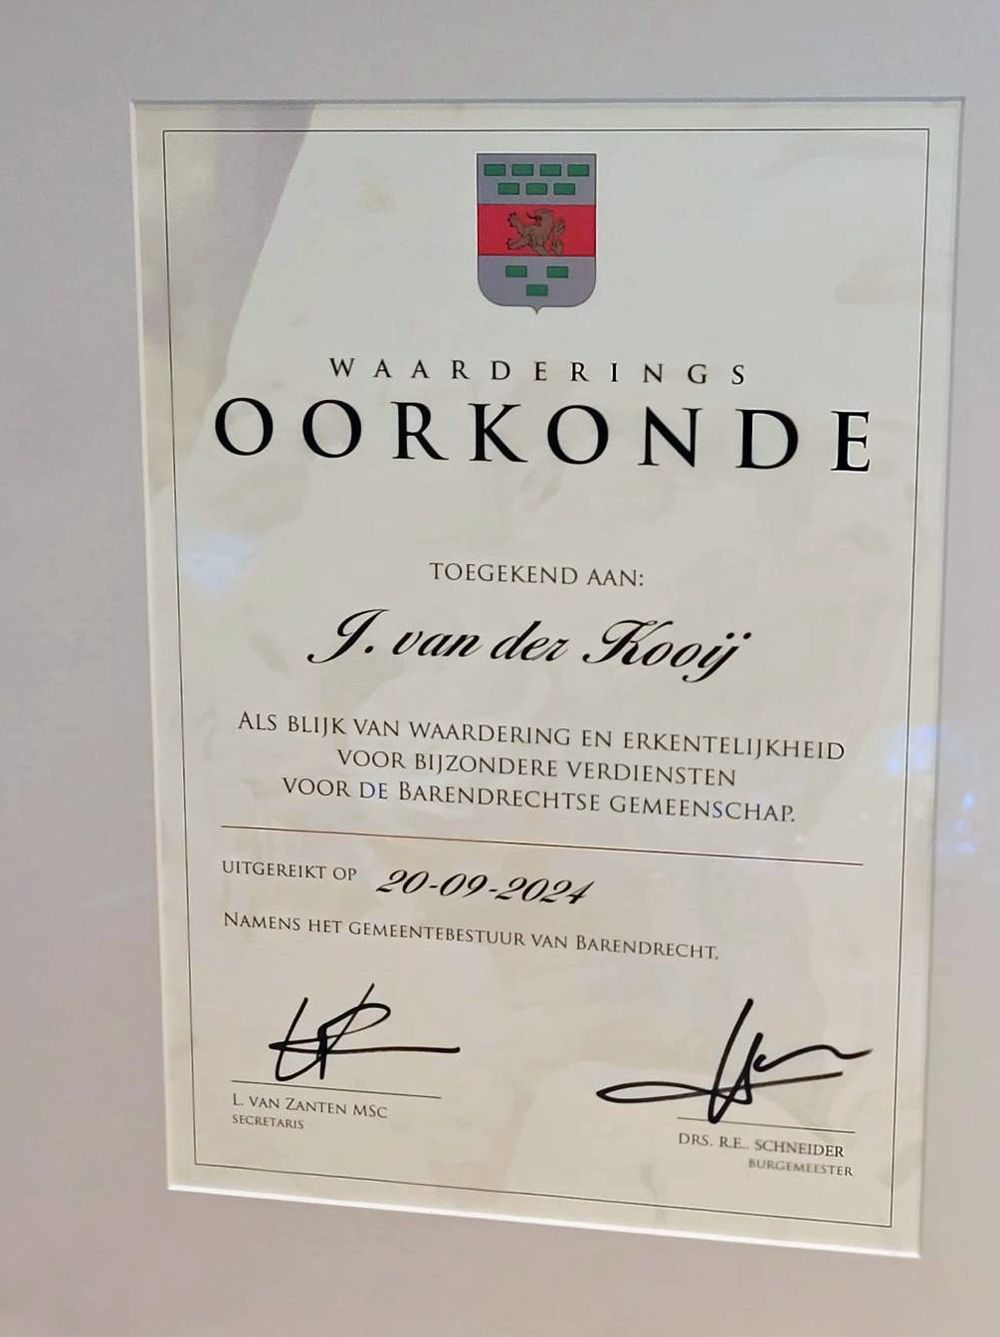 WAARDERINGS
OORKONDE
TOEGEKEND AAN:
J. van der Kooij
ALS BLIJK VAN WAARDERING EN ERKENTELIJKHEID
VOOR BIJZONDERE VERDIENSTEN
VOOR DE BARENDRECHTSE GEMEENSCHAP.
UITGEREIKT OP 20-09-2024
NAMENS HET GEMEENTEBESTUUR VAN BARENDRECHT,
L. VAN ZANTEN MSC
SECRETARIS
DRS. R.E.. SCHNEIDER
BURGEMEESTER